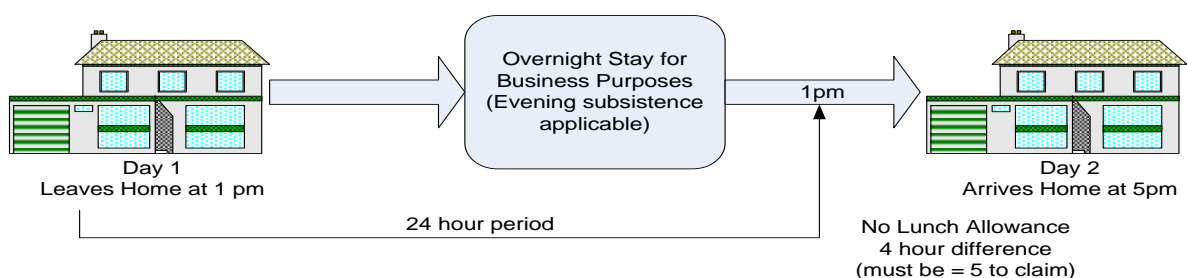 Overnight Stay for
Business Purposes
(Evening subsistence
applicable)
1pm
Day 1
Leaves Home at 1 pm
Day 2
Arrives Home at 5pm
24 hour period
No Lunch Allowance
4 hour difference
(must be = 5 to claim)